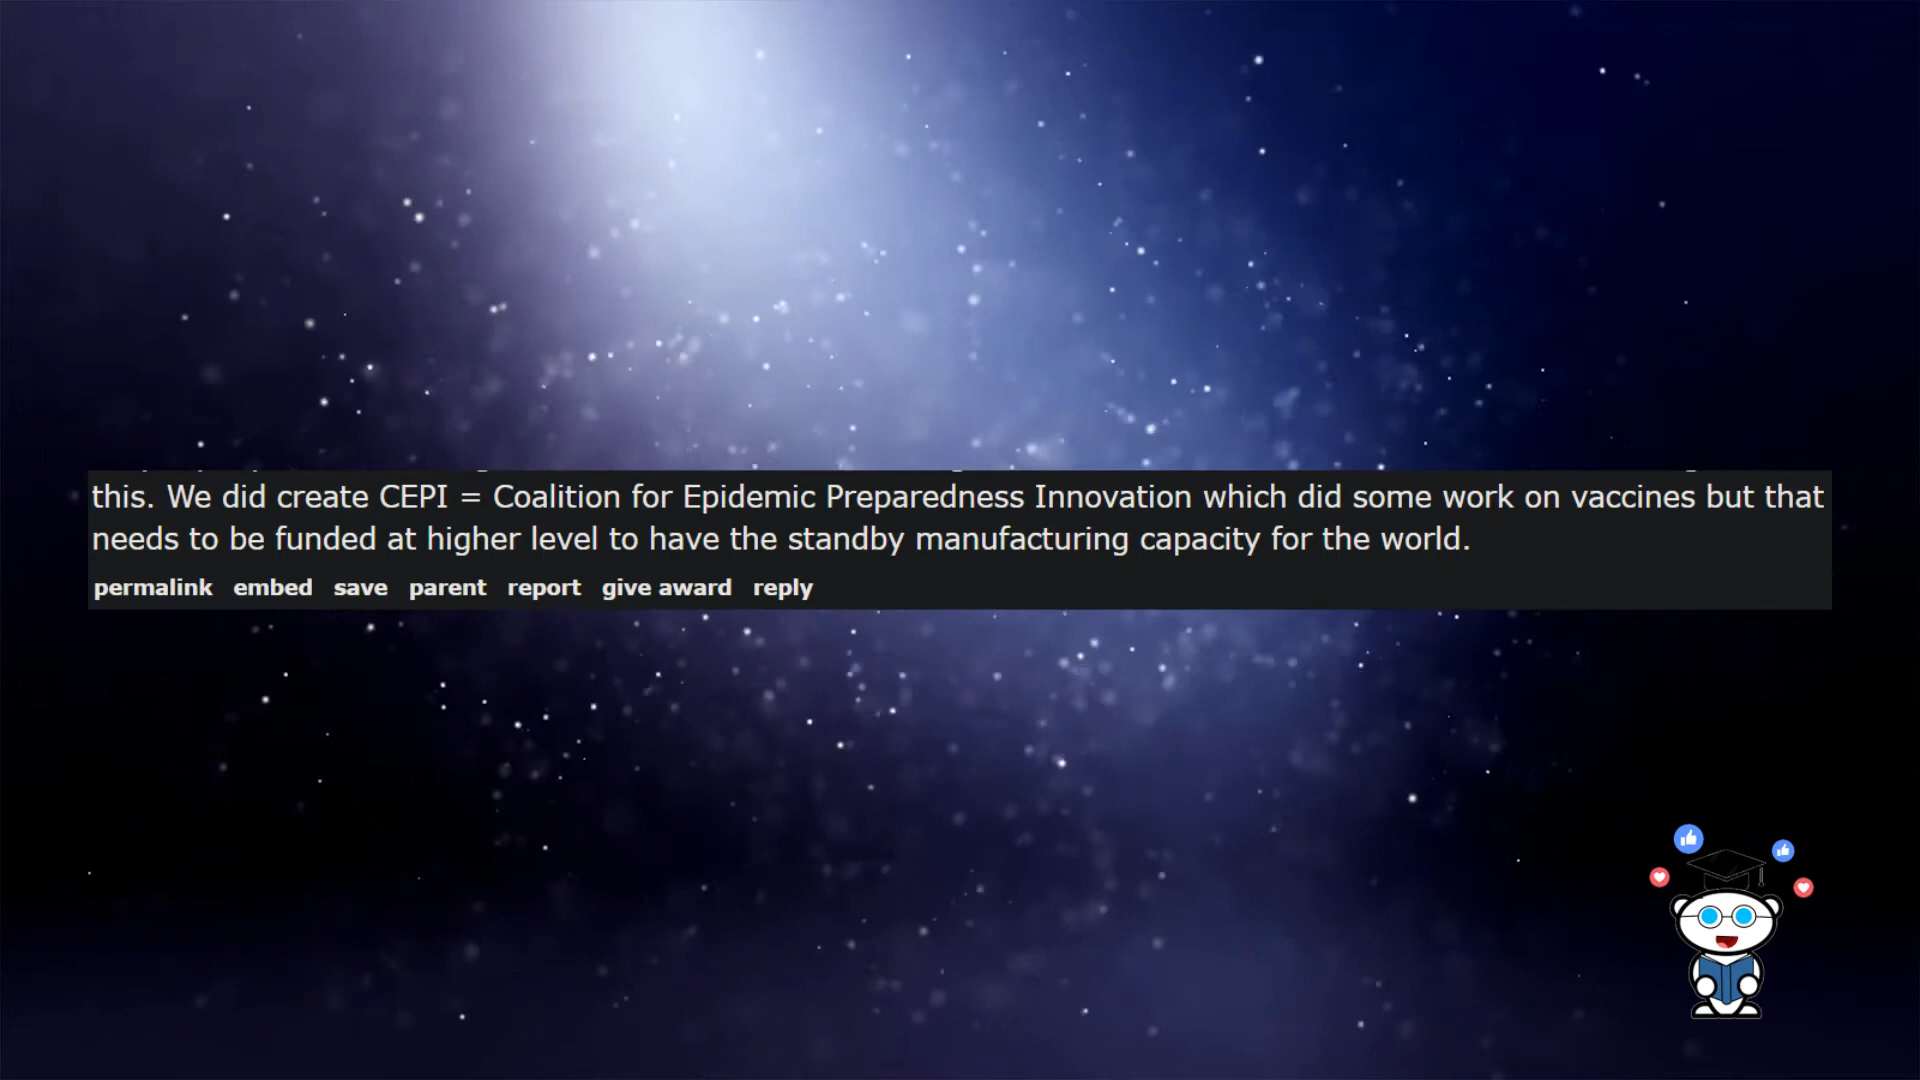 this. We did create CEPI = Coalition for Epidemic Preparedness Innovation which did some work on vaccines but that
needs to be funded at higher level to have the standby manufacturing capacity for the world.
permalink embed save parent report give award reply